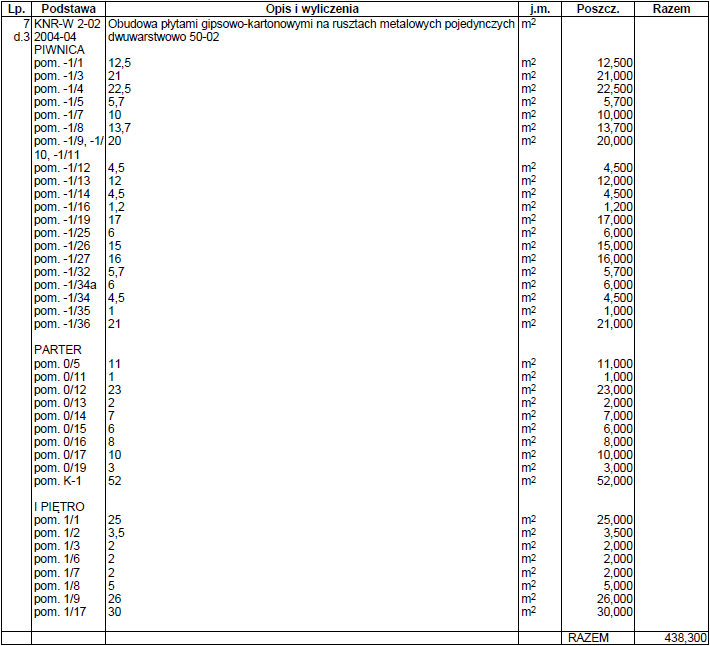 Lp. Podstawa Opis i wyliczenia j.m. Poszcz. Razem
7 KNR-W 2-02 Obudowa płytami gipsowo-kartonowymi na rusztach metalowych pojedynczych m2
d.3 2004-04 dwuwarstwowo 50-02
PIWNICA
pom. -1/1 12,5 m2 12,500
pom. -1/3 21 m2 21,000
pom. -1/4 22,5 m2 22,500
pom. -1/5 5,7 m2 5,700
pom. -1/7 10 m2 10,000
pom. -1/8 13,7 m2 13,700
pom. -1/9, -1/ 20 m2 20,000
10, -1/11
pom. -1/12 4,5 m2 4,500
pom. -1/13 12 m2 12,000
pom. -1/14 4,5 m2 4,500
pom. -1/16 1,2 m2 1,200
pom. -1/19 17 m2 17,000
pom. -1/25 6 m2 6,000
pom. -1/26 15 m2 15,000
pom. -1/27 16 m2 16,000
pom. -1/32 5,7 m2 5,700
pom. -1/34a 6 m2 6,000
pom. -1/34 4,5 m2 4,500
pom. -1/35 1 m2 1,000
pom. -1/36 21 m2 21,000
PARTER
pom. 0/5 11 m2 11,000
pom. 0/11 1 m2 1,000
pom. 0/12 23 m2 23,000
pom. 0/13 2 m2 2,000
pom. 0/14 7 m2 7,000
pom. 0/15 6 m2 6,000
pom. 0/16 8 m2 8,000
pom. 0/17 10 m2 10,000
pom. 0/19 3 m2 3,000
pom. K-1 52 m2 52,000
I PIĘTRO
pom. 1/1 25 m2 25,000
pom. 1/2 3,5 m2 3,500
pom. 1/3 2 m2 2,000
pom. 1/6 2 m2 2,000
pom. 1/7 2 m2 2,000
pom. 1/8 5 m2 5,000
pom. 1/9 26 m2 26,000
pom. 1/17 30 m2 30,000
RAZEM 438,300